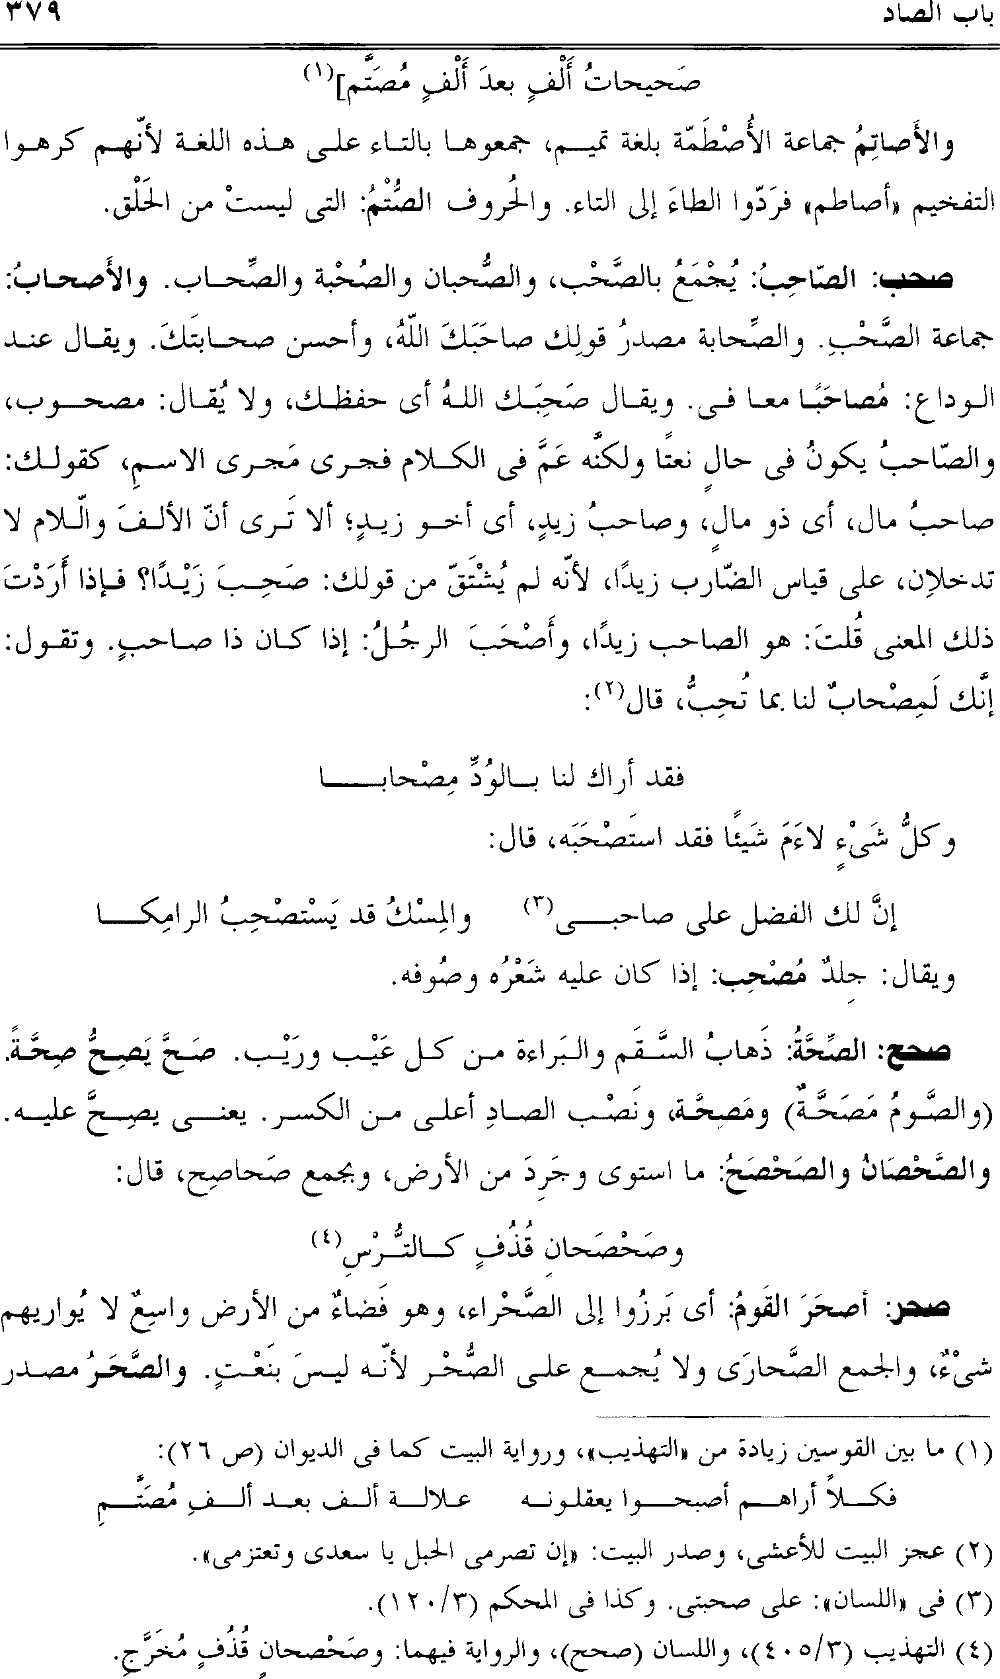 باب الصاد ٣٧٩
صَحيحاتُ أَلْفٍ بعدَ أَلْفٍ مُصَتَّم](١)
والأَصاتِمُ جماعة الأُصْطَمّة بلغة تميم، جمعوها بالتاء على هذه اللغة لأنّهم كرهوا
التفخيم «أصاطم» فرَدّوا الطاءَ إلى التاء. والحُروف الصُّتْمُ: التى ليستْ من الحَلْق.
صحب: الصّاحِبُ: يُجْمَعُ بالصَّحْب، والصُّحبان والصُحْبة والصِّحاب. والأَصحابُ:
جماعة الصَّحْبِ. والصِّحابة مصدرُ قولِك صاحَبَكَ اللّهُ، وأحسن صحابتَكَ. ويقال عند
الوداع: مُصاحَبًا معا فى. ويقال صَحِبَك اللهُ أى حفظك، ولا يُقال: مصحوب،
والصّاحبُ يكونُ فى حالٍ نعتًا ولكنَّه عَمَّ فى الكلام فجرى مَجرى الاسمِ، كقولك:
صاحبُ مال، أى ذو مالٍ، وصاحبُ زيدٍ، أى أخو زيدٍ؛ ألا تَرى أنّ الألفَ واللّام لا
تدخلانِ، على قياس الضّارب زيدًا، لأنّه لم يُشْتَقّ من قولك: صَحِبَ زَيْدًا؟ فإذا أَرَدْتَ
ذلك المعنى قُلتَ: هو الصاحب زيدًا، وأَصْحَبَ الرجُلُ: إذا كان ذا صاحبٍ. وتقول:
إنَّك لَمِصْحابٌ لنا بما تُحِبُّ، قال(٢):
فقد أراك لنا بالوُدِّ مِصْحابا
وكلُّ شَىْءٍ لاءَمَ شَيئًا فقد استَصْحَبَه، قال:
إنَّ لك الفضل على صاحبى(٣) والمِسْكُ قد يَسْتصْحِبُ الرامِكا
ويقال: جِلدٌ مُصْحِب: إذا كان عليه شَعْرُه وصُوفه.
صحح: الصِّحَّةُ: ذَهابُ السَّقَم والبَراءة من كل عَيْب ورَيْب. صَحَّ يَصِحُّ صِحَّةً.
(والصَّومُ مَصَحَّةٌ) ومَصِحَّة، ونَصْب الصادِ أعلى من الكسر. يعنى يصِحَّ عليه.
والصَّحْصَانُ والصَحْصَحُ: ما استوى وجَرِدَ من الأرض، ويجمع صَحاصِح، قال:
وصَحْصَحانِ قُذُفٍ كالتُّرْسِ(٤)
صحر: أصحَرَ القَومُ: أى بَرزُوا إلى الصَّحْراء، وهو فَضاءٌ من الأرض واسِعٌ لا يُواريهم
شىْءٌ، والجمع الصَّحارَى ولا يُجمع على الصُّحْر لأنّه ليسَ بنَعْتٍ. والصَّحَرُ مصدر
(١) ما بين القوسين زيادة من «التهذيب»، ورواية البيت كما فى الديوان (ص ٢٦):
فكلاً أراهم أصبحوا يعقلونه علالة ألف بعد ألفِ مُصَتَّمِ
(٢) عجز البيت للأعشى، وصدر البيت: «إن تصرمى الحبل يا سعدى وتعتزمى».
(٣) فى «اللسان»: على صحبتى. وكذا فى المحكم (٣/١٢٠).
(٤) التهذيب (٣/٤٠٥)، واللسان (صحح)، والرواية فيهما: وصَحْصحانٍ قُذُفٍ مُخَرَّجِ.